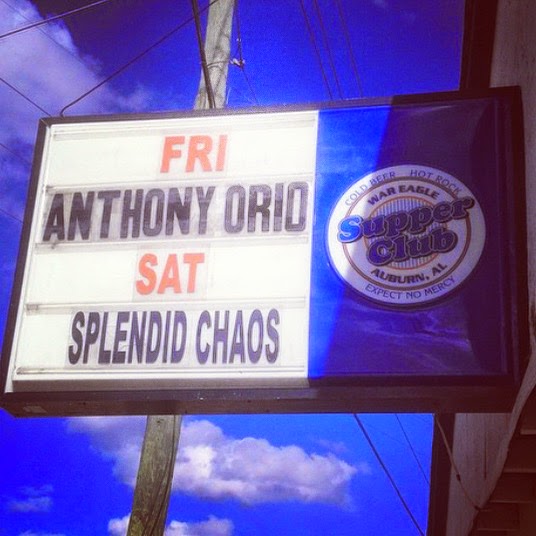 FRI
ANTHONY ORIO
SAT
SPLENDID CHAOS
COLD BEER HOT ROCK
WAR EAGLE
Supper
Club
AUBURN, AL
EXPECT NO MERCY